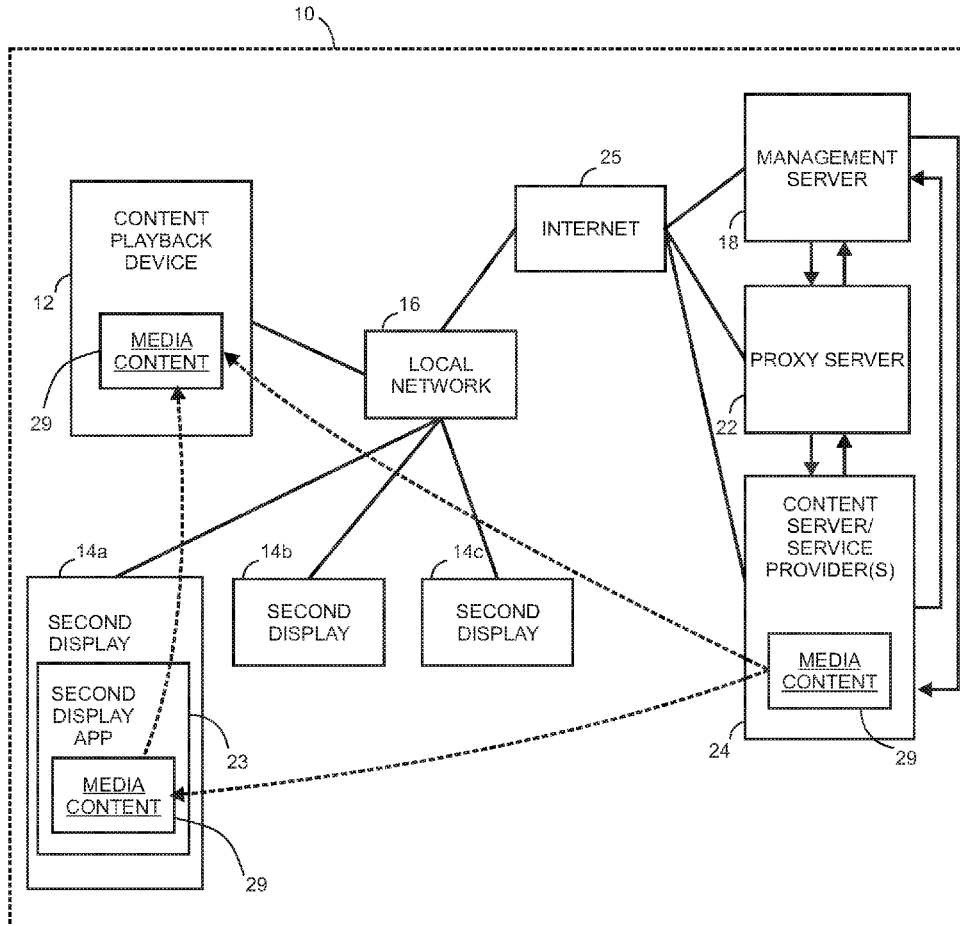 10
25
MANAGEMENT
SERVER
18
CONTENT
PLAYBACK
DEVICE
12
INTERNET
16
MEDIA
CONTENT
29
LOCAL
NETWORK
PROXY SERVER
22
14a
14b
14c
CONTENT
SERVER/
SERVICE
PROVIDER(S)
SECOND
DISPLAY
SECOND
DISPLAY
SECOND
DISPLAY
MEDIA
CONTENT
24
29
SECOND
DISPLAY
APP
23
MEDIA
CONTENT
29